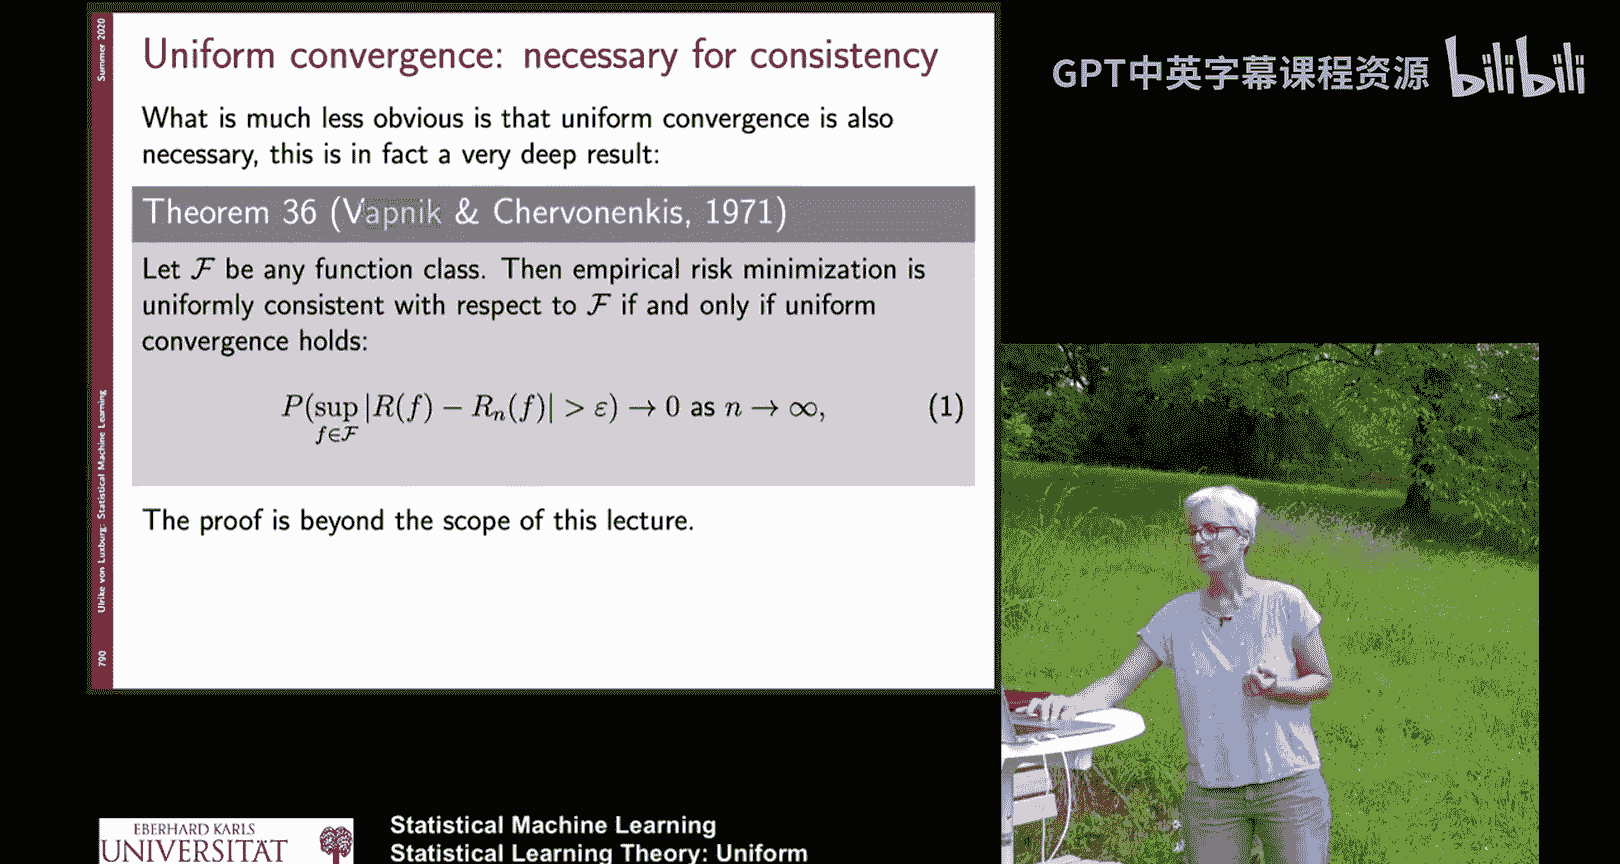 Summer 2020
Uniform convergence: necessary for consistency
What is much less obvious is that uniform convergence is also
necessary, this is in fact a very deep result:
Theorem 36 (Vapnik & Chervonenkis, 1971)
Let F be any function class. Then empirical risk minimization is
uniformly consistent with respect to F if and only if uniform
convergence holds:
P(sup_{f∈F} |R(f) − R_n(f)| > ε) → 0 as n → ∞, (1)
The proof is beyond the scope of this lecture.
Ulrike von Luxburg: Statistical Machine Learning
790
GPT中英字幕课程资源 bilibili
EBERHARD KARLS
UNIVERSITÄT
Statistical Machine Learning
Statistical Learning Theory: Uniform